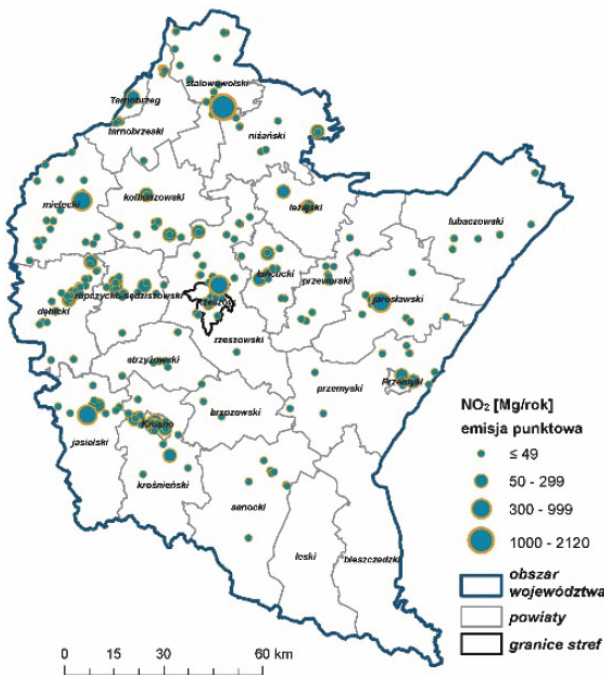 stalowowolski
Tarnobrzeg
tarnobrzeski
niżański
mielecki
kolbuszowski
leżajski
lubaczowski
łańcucki
przeworski
ropczycko-sędziszowski
Rzeszów
jarosławski
dębicki
rzeszowski
strzyżowski
przemyski
Przemyśl
brzozowski
Krosno
jasielski
krośnieński
sanocki
leski
bieszczadzki
NO₂ [Mg/rok]
emisja punktowa
≤ 49
50 - 299
300 - 999
1000 - 2120
obszar
województwa
powiaty
granice stref
0 15 30 60 km